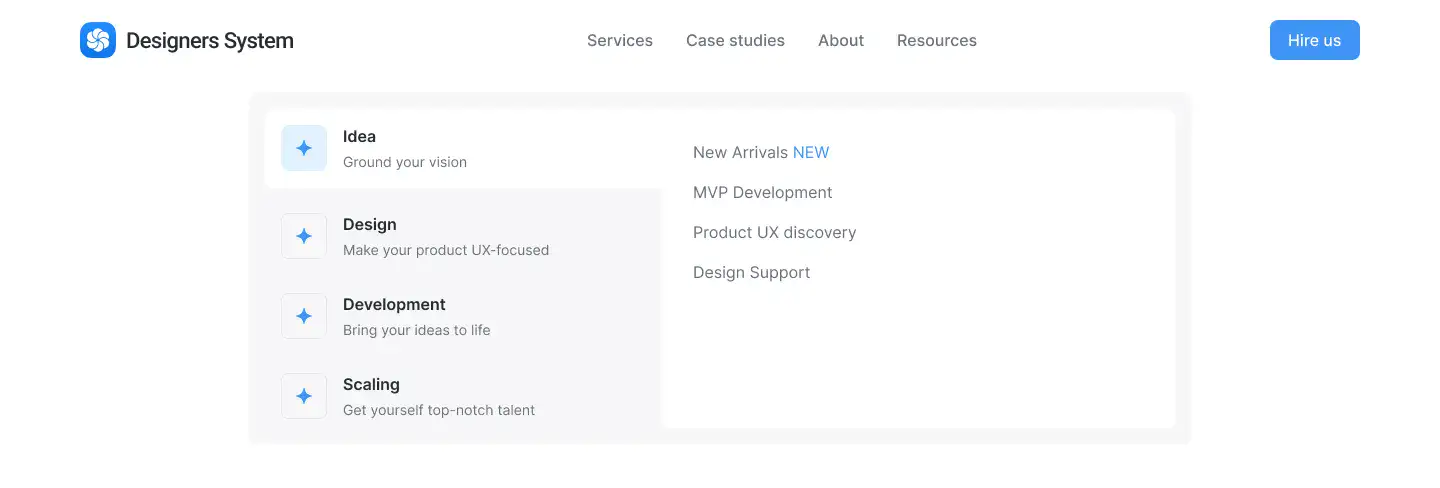 Designers System
Services
Case studies
About
Resources
Hire us
Idea
Ground your vision
Design
Make your product UX-focused
Development
Bring your ideas to life
Scaling
Get yourself top-notch talent
New Arrivals NEW
MVP Development
Product UX discovery
Design Support